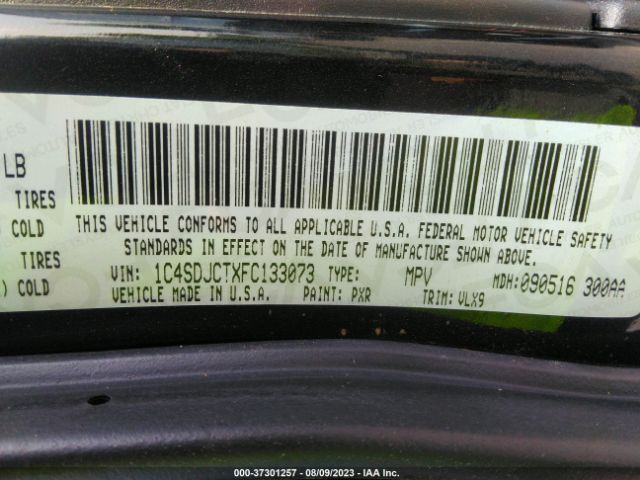 LB
TIRES
COLD
TIRES
) COLD
THIS VEHICLE CONFORMS TO ALL APPLICABLE U.S.A. FEDERAL MOTOR VEHICLE SAFETY
STANDARDS IN EFFECT ON THE DATE OF MANUFACTURE SHOWN ABOVE.
VIN: 1C4SDJCTXFC133073 TYPE: MPV MDH:090516 300AA
VEHICLE MADE IN U.S.A. PAINT: PXR TRIM: VLX9
000-37301257 - 08/09/2023 - IAA Inc.